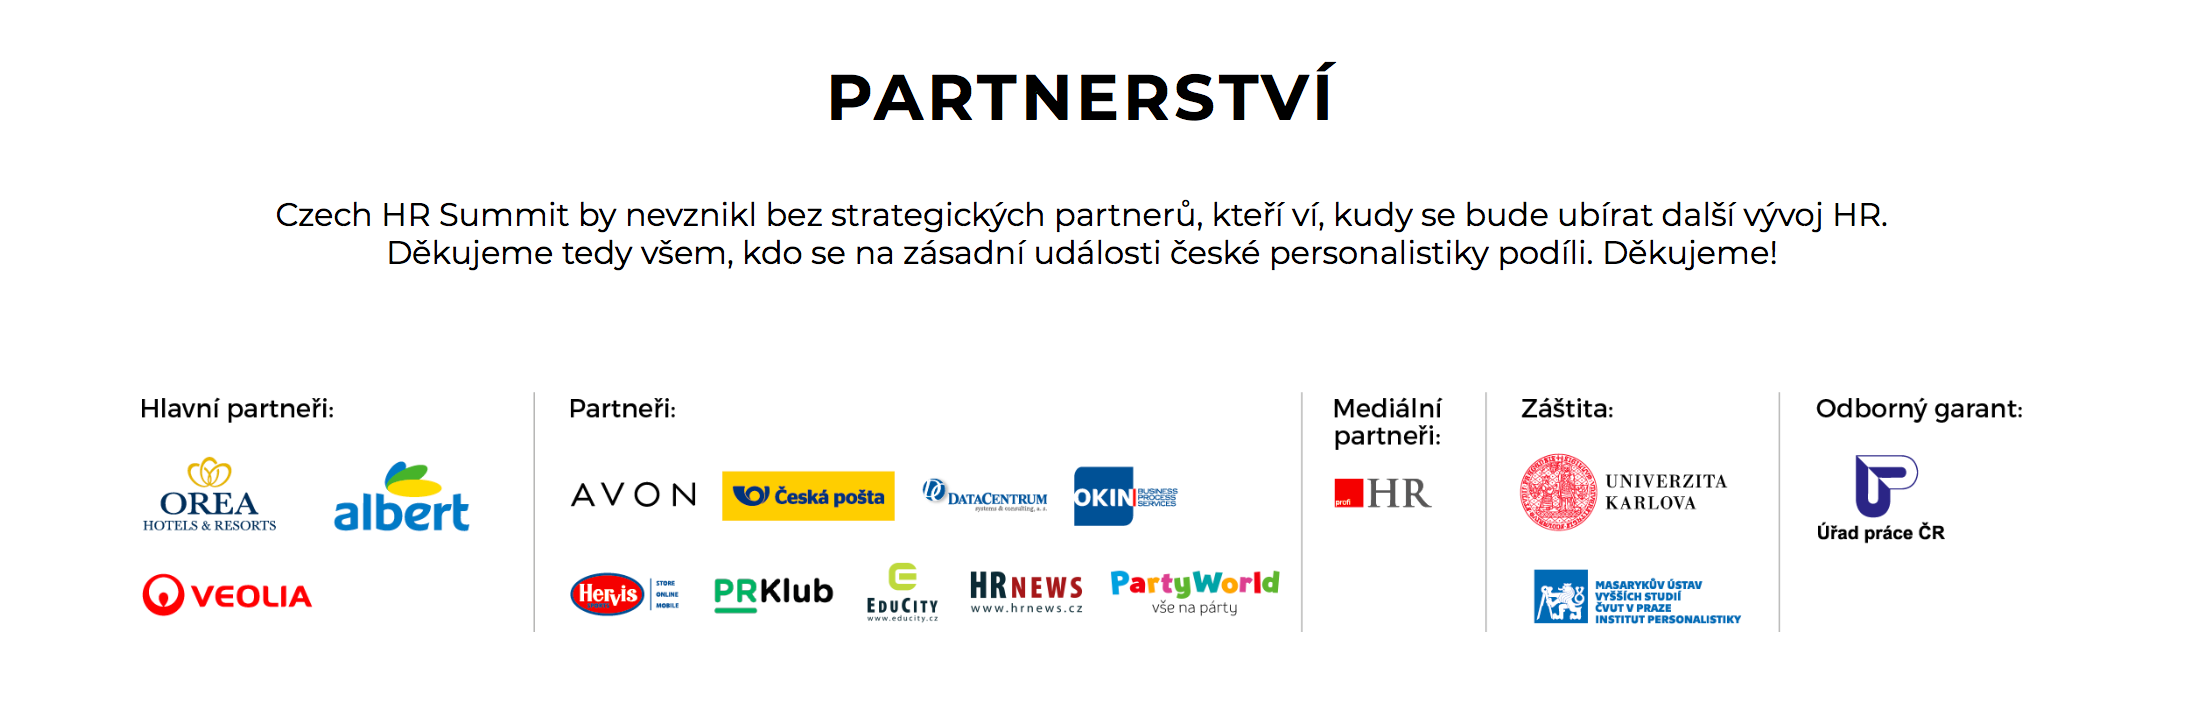 PARTNERSTVÍ
Czech HR Summit by nevznikl bez strategických partnerů, kteří ví, kudy se bude ubírat další vývoj HR.
Děkujeme tedy všem, kdo se na zásadní události české personalistiky podíli. Děkujeme!
Hlavní partneři:
OREA
HOTELS & RESORTS
albert
VEOLIA
Partneři:
AVON
Česká pošta
DATACENTRUM
systems & consulting, a. s.
OKIN
BUSINESS
PROCESS
SERVICES
Hervis
STORE
ONLINE
MOBILE
PRKlub
EDUCITY
www.educity.cz
HRNEWS
www.hrnews.cz
PartyWorld
vše na párty
Mediální
partneři:
profi
HR
Záštita:
UNIVERZITA
KARLOVA
MASARYKŮV ÚSTAV
VYŠŠÍCH STUDIÍ
ČVUT V PRAZE
INSTITUT PERSONALISTIKY
Odborný garant:
ÚP
Úřad práce ČR